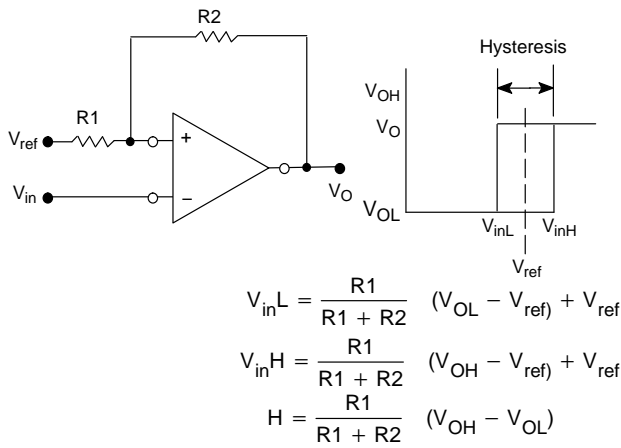 R2
R1
Vref
+
Vin
−
VO
Hysteresis
VOH
VO
VOL
VinL
VinH
Vref
VinL = R1 / (R1 + R2) (VOL − Vref) + Vref
VinH = R1 / (R1 + R2) (VOH − Vref) + Vref
H = R1 / (R1 + R2) (VOH − VOL)